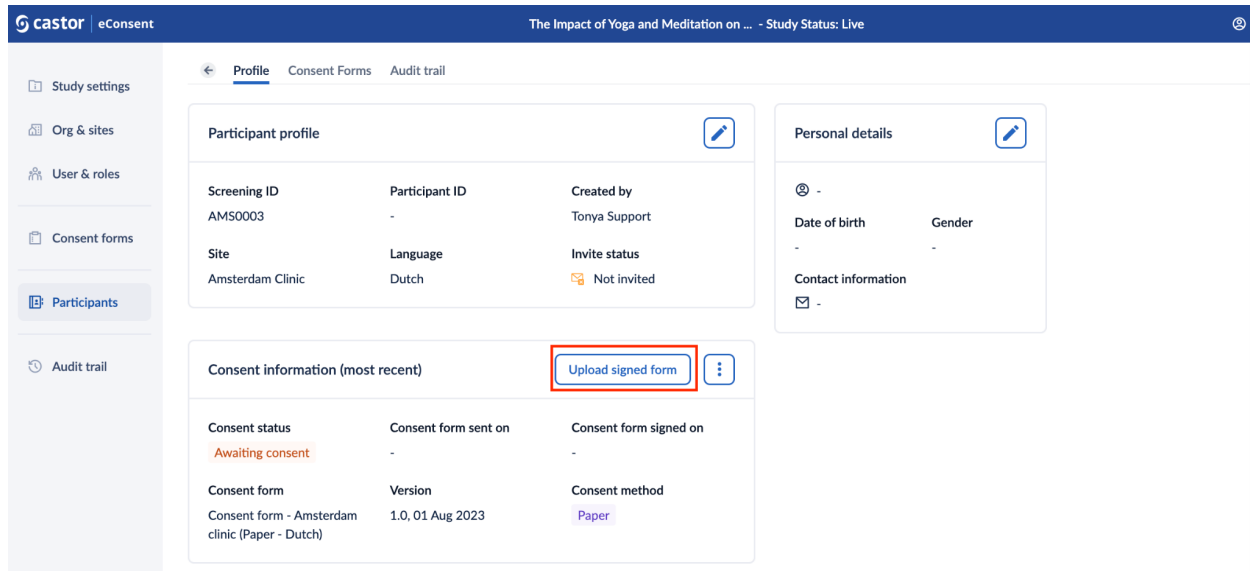 castor | eConsent
The Impact of Yoga and Meditation on ... - Study Status: Live
Study settings
Org & sites
User & roles
Consent forms
Participants
Audit trail
Profile Consent Forms Audit trail
Participant profile
Screening ID Participant ID Created by
AMS0003 - Tonya Support
Site Language Invite status
Amsterdam Clinic Dutch Not invited
Personal details
-
Date of birth Gender
- -
Contact information
-
Consent information (most recent) Upload signed form
Consent status Consent form sent on Consent form signed on
Awaiting consent - -
Consent form Version Consent method
Consent form - Amsterdam 1.0, 01 Aug 2023 Paper
clinic (Paper - Dutch)